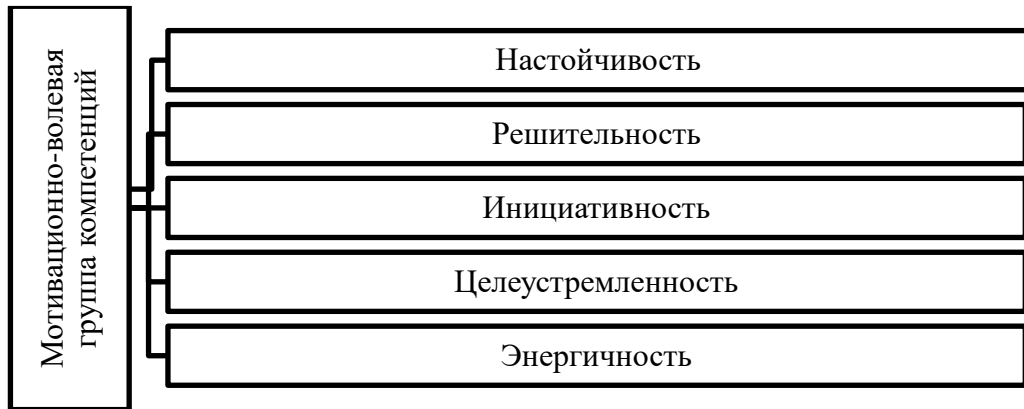 Мотивационно-волевая
группа компетенций
Настойчивость
Решительность
Инициативность
Целеустремленность
Энергичность